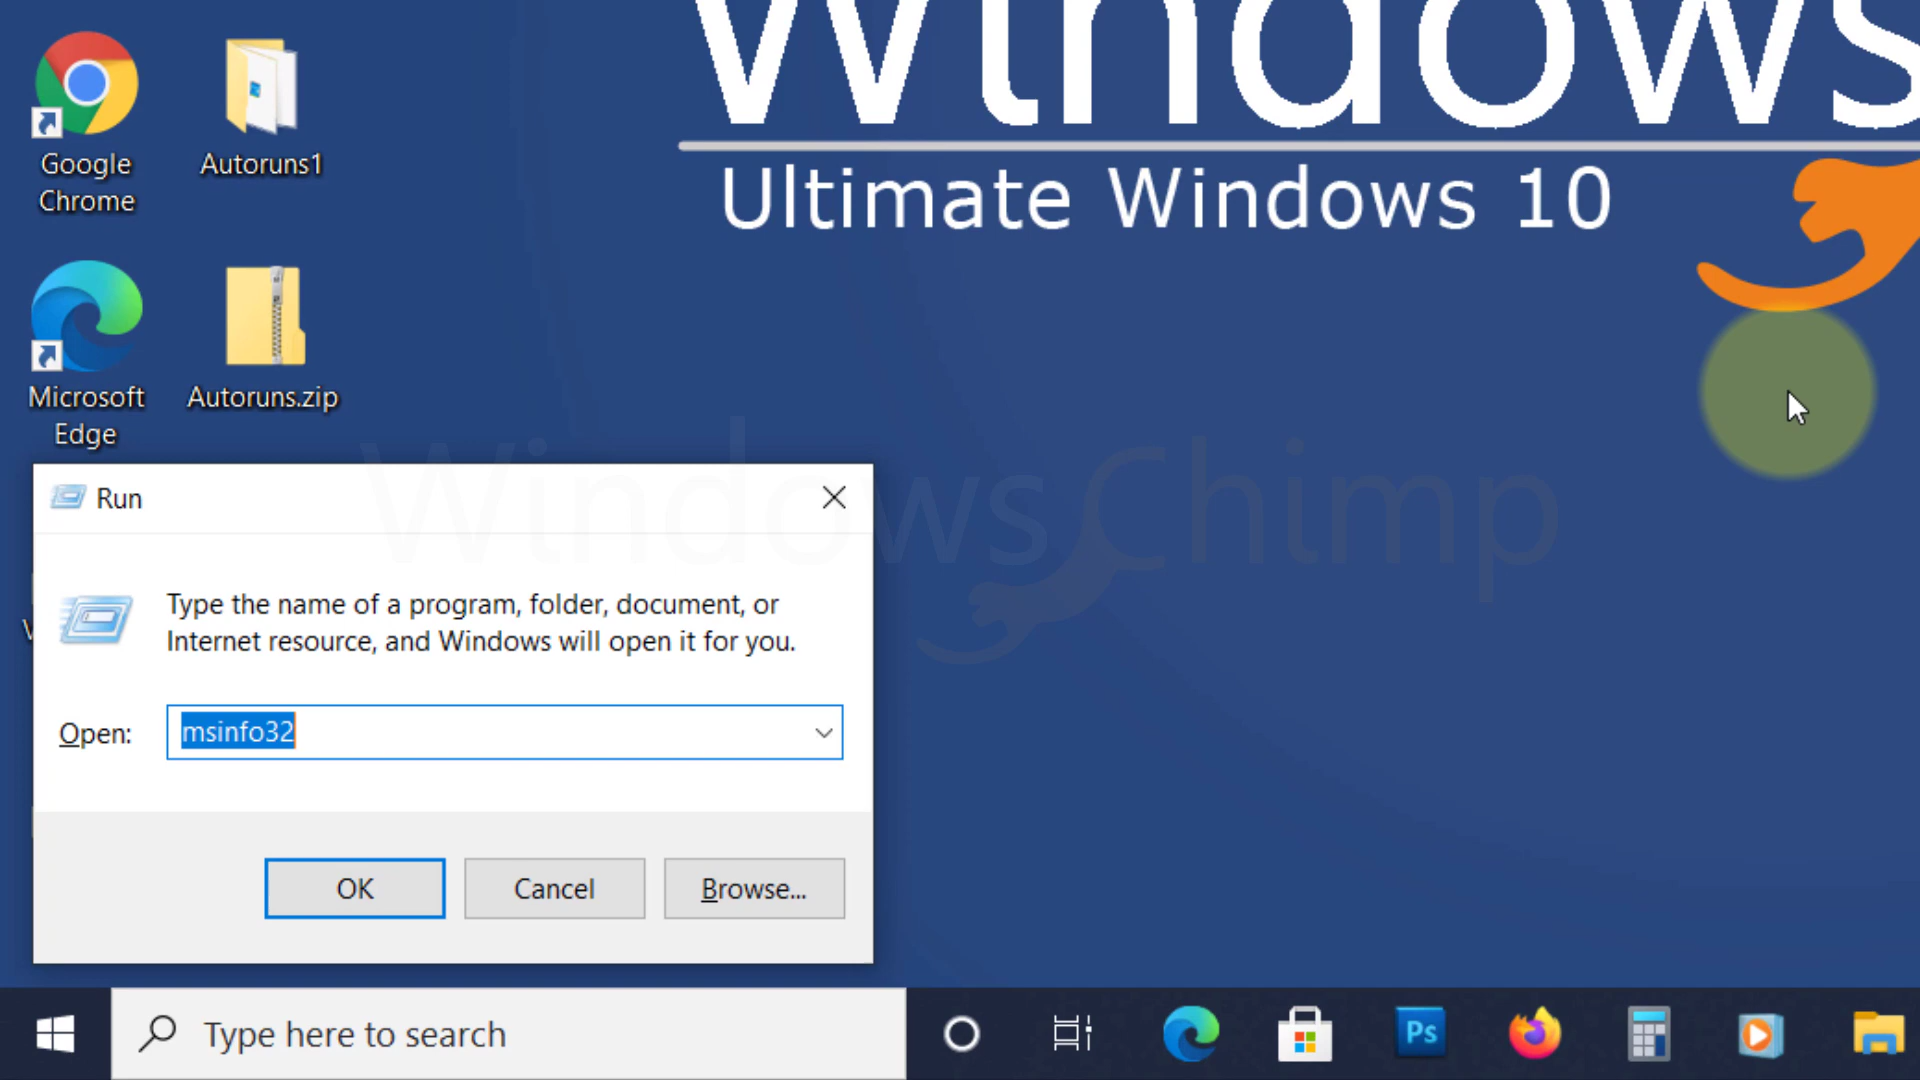 Windows
Ultimate Windows 10
Google
Chrome
Autoruns1
Microsoft
Edge
Autoruns.zip
WindowsChimp
Run
Type the name of a program, folder, document, or
Internet resource, and Windows will open it for you.
Open:
msinfo32
OK
Cancel
Browse...
Type here to search
Ps